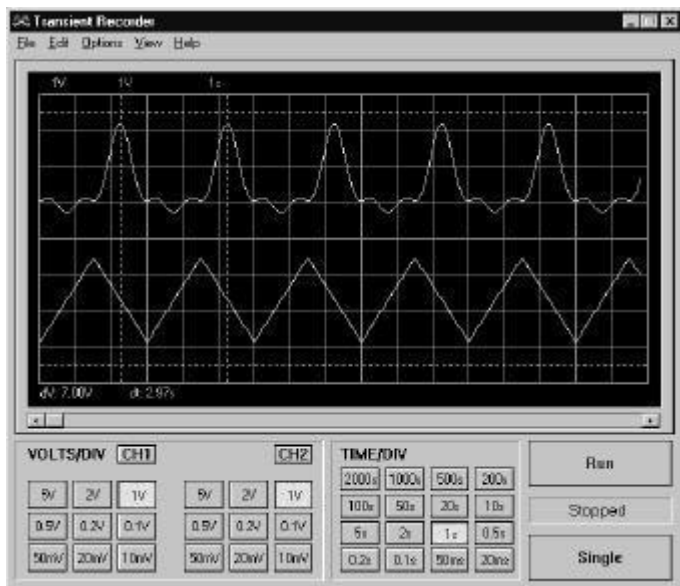 Transient Recorder
File Edit Options View Help
1V 1V 1s
dV: 7.00V dt: 2.97s
VOLTS/DIV CH1 CH2
5V 2V 1V 5V 2V 1V
0.5V 0.2V 0.1V 0.5V 0.2V 0.1V
50mV 20mV 10mV 50mV 20mV 10mV
TIME/DIV
2000s 1000s 500s 200s
100s 50s 20s 10s
5s 2s 1s 0.5s
0.2s 0.1s 50ms 20ms
Run
Stopped
Single